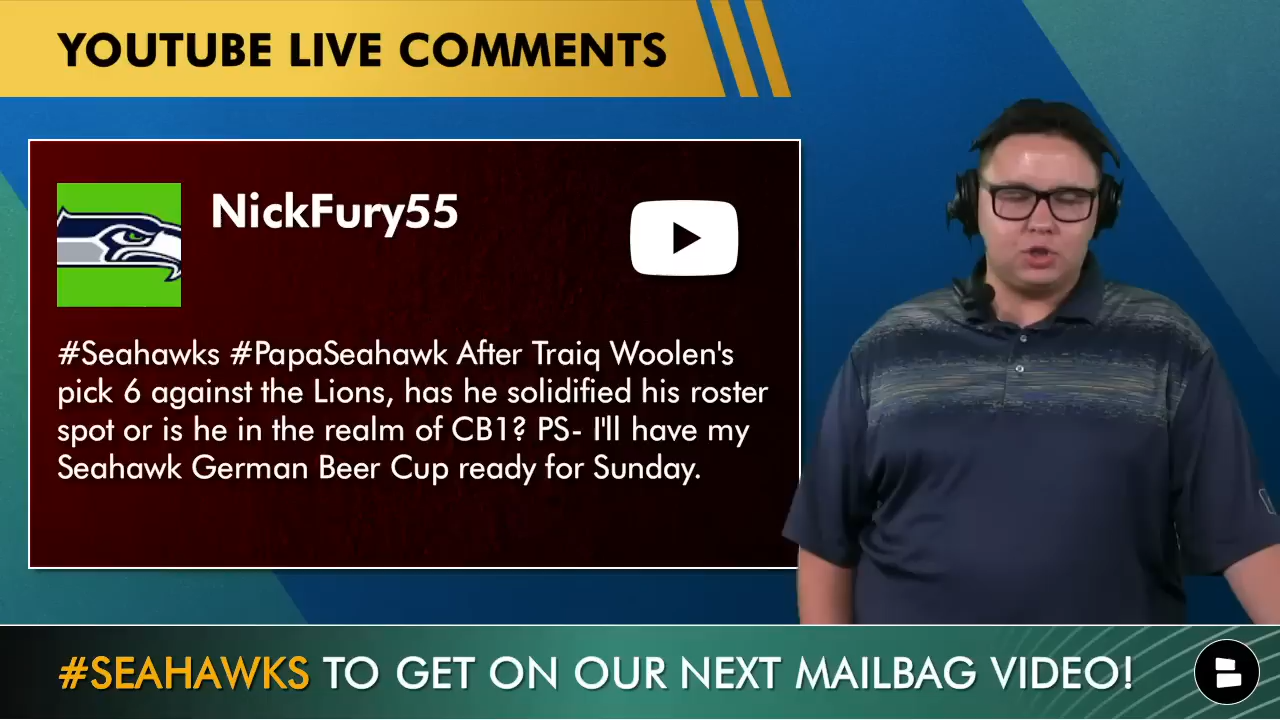 YOUTUBE LIVE COMMENTS
NickFury55
#Seahawks #PapaSeahawk After Traiq Woolen's
pick 6 against the Lions, has he solidified his roster
spot or is he in the realm of CB1? PS- I'll have my
Seahawk German Beer Cup ready for Sunday.
#SEAHAWKS TO GET ON OUR NEXT MAILBAG VIDEO!